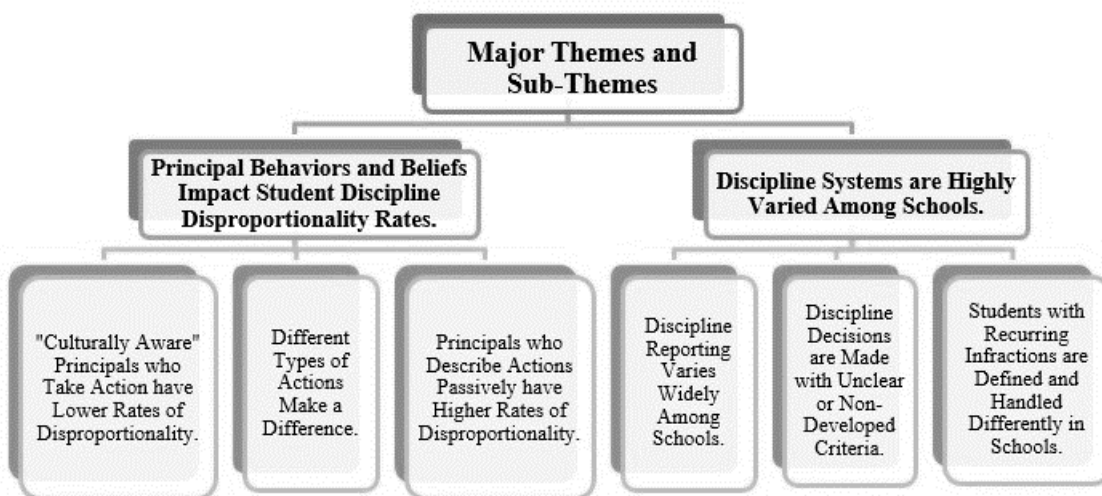 Major Themes and
Sub-Themes
Principal Behaviors and Beliefs
Impact Student Discipline
Disproportionality Rates.
Discipline Systems are Highly
Varied Among Schools.
"Culturally Aware"
Principals who
Take Action have
Lower Rates of
Disproportionality.
Different
Types of
Actions
Make a
Difference.
Principals who
Describe Actions
Passively have
Higher Rates of
Disproportionality.
Discipline
Reporting
Varies
Widely
Among
Schools.
Discipline
Decisions
are Made
with Unclear
or Non-
Developed
Criteria.
Students with
Recurring
Infractions are
Defined and
Handled
Differently in
Schools.